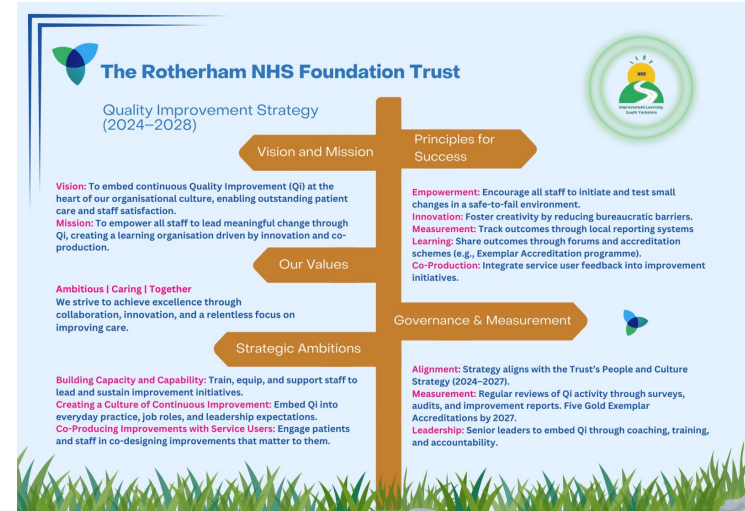 The Rotherham NHS Foundation Trust
Quality Improvement Strategy
(2024–2028)
NHS
Improvement Learning
South Yorkshire
Vision and Mission
Vision: To embed continuous Quality Improvement (Qi) at the
heart of our organisational culture, enabling outstanding patient
care and staff satisfaction.
Mission: To empower all staff to lead meaningful change through
Qi, creating a learning organisation driven by innovation and co-
production.
Our Values
Ambitious | Caring | Together
We strive to achieve excellence through
collaboration, innovation, and a relentless focus on
improving care.
Strategic Ambitions
Building Capacity and Capability: Train, equip, and support staff to
lead and sustain improvement initiatives.
Creating a Culture of Continuous Improvement: Embed Qi into
everyday practice, job roles, and leadership expectations.
Co-Producing Improvements with Service Users: Engage patients
and staff in co-designing improvements that matter to them.
Principles for
Success
Empowerment: Encourage all staff to initiate and test small
changes in a safe-to-fail environment.
Innovation: Foster creativity by reducing bureaucratic barriers.
Measurement: Track outcomes through local reporting systems
Learning: Share outcomes through forums and accreditation
schemes (e.g., Exemplar Accreditation programme).
Co-Production: Integrate service user feedback into improvement
initiatives.
Governance & Measurement
Alignment: Strategy aligns with the Trust's People and Culture
Strategy (2024–2027).
Measurement: Regular reviews of Qi activity through surveys,
audits, and improvement reports. Five Gold Exemplar
Accreditations by 2027.
Leadership: Senior leaders to embed Qi through coaching, training,
and accountability.